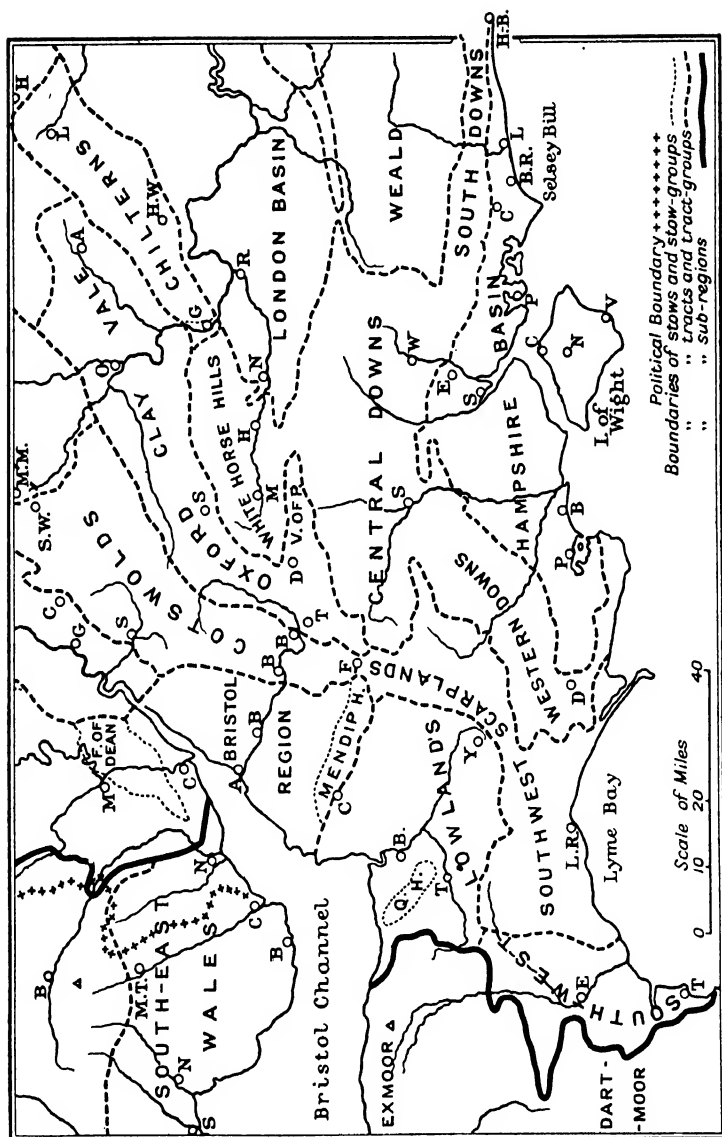 H
M.M.
S.W.
CHILTERNS
L
H.W.
VALE
A
G
O
COTSWOLDS
C
G
S
OXFORD CLAY
S
WHITE HORSE HILLS
H
N
R
M
LONDON BASIN
V. OF P.
D
F. OF DEAN
M
C
B
M.T.
SOUTH-EAST WALES
N
S
N
C
B
BRISTOL REGION
A
B
B
B
T
Bristol Channel
MENDIP H.
C
F
WEALD
CENTRAL DOWNS
S
W
SOUTH DOWNS
H-B.
L
B.R.
C
Selsey Bill
E
S
P
HAMPSHIRE BASIN
C
N
V
I. of Wight
EXMOOR
Q H
B.
T
LOWLANDS
Y
SOUTHWEST SCARPLANDS
WESTERN DOWNS
D
P
B
L.R.
Lyme Bay
SOUTH WEST
E
T
DART-
-MOOR
Scale of Miles
0 10 20 40
Political Boundary +++++++++
Boundaries of stows and stow-groups
" " tracts and tract-groups
" " sub-regions